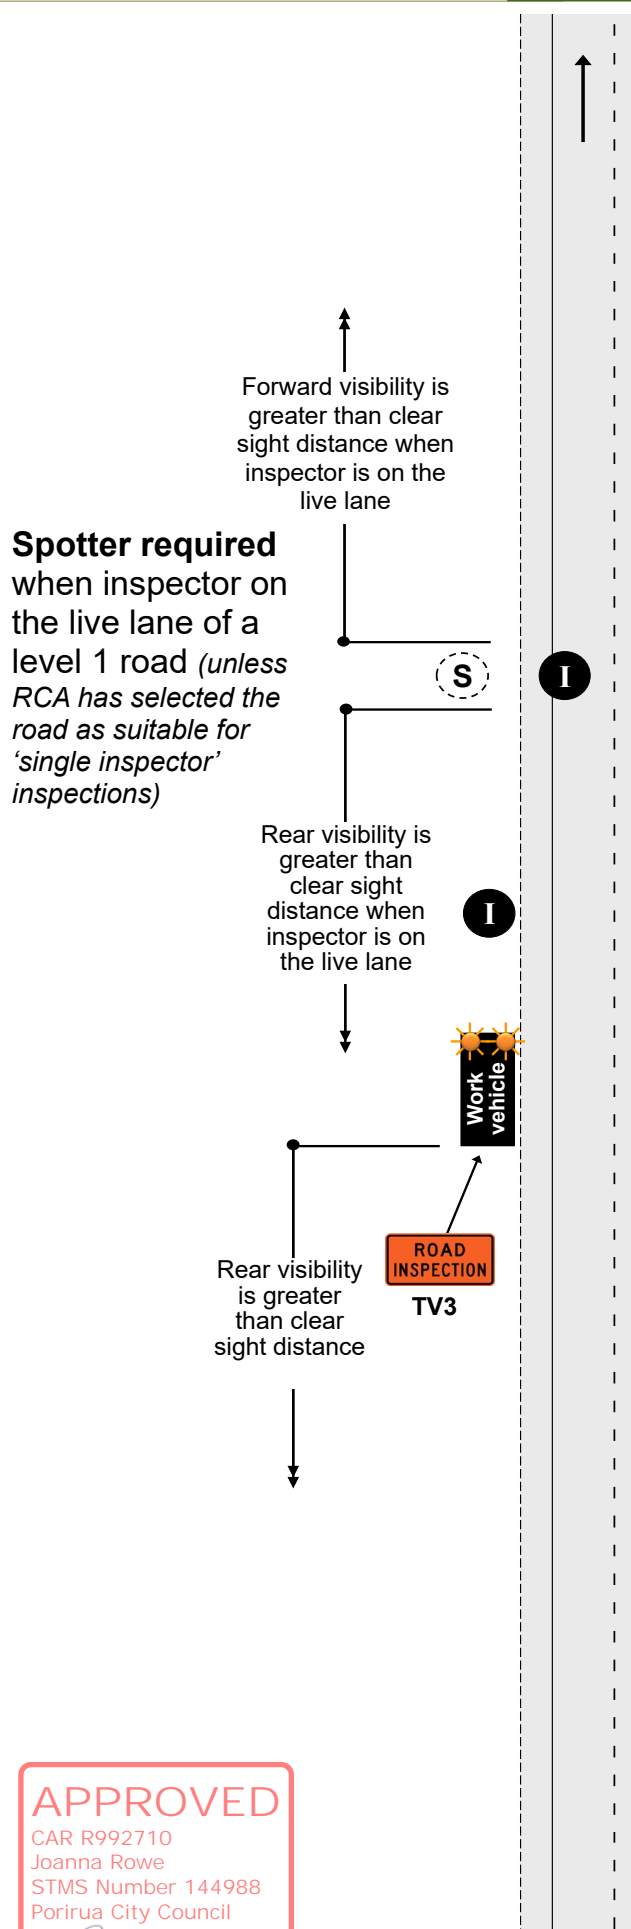 Forward visibility is
greater than clear
sight distance when
inspector is on the
live lane
Spotter required
when inspector on
the live lane of a
level 1 road (unless
RCA has selected the
road as suitable for
‘single inspector’
inspections)
S
I
Rear visibility is
greater than
clear sight
distance when
inspector is on
the live lane
I
Work
vehicle
ROAD
INSPECTION
TV3
Rear visibility
is greater
than clear
sight distance
APPROVED
CAR R992710
Joanna Rowe
STMS Number 144988
Porirua City Council